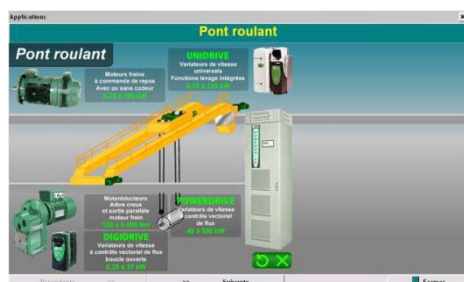 Applications
Pont roulant
Pont roulant
UNIDRIVE
Variateurs de vitesse
universels
Fonctions levage intégrées
Moteurs freins
à commande de repos
Avec ou sans codeur
Motoréducteurs
Arbre creux
et sortie parallèle
moteur frein
POWERDRIVE
Variateurs de vitesse
à contrôle vectoriel
de flux
DIGIDRIVE
Variateurs de vitesse
à contrôle vectoriel de flux
boucle ouverte
Suivante
Fermer